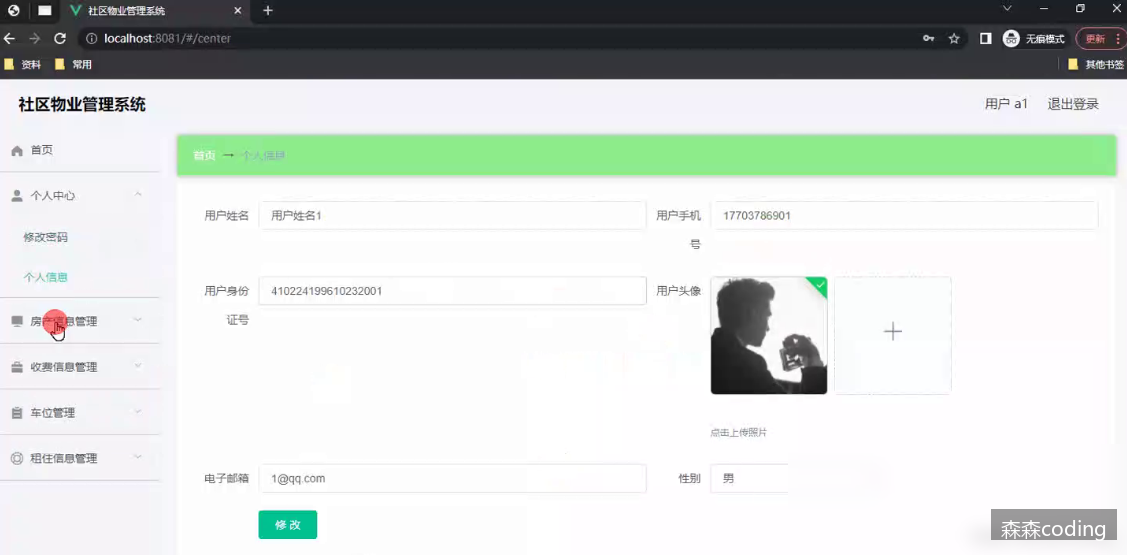 社区物业管理系统
localhost:8081/#/center
无痕模式
更新
资料
常用
其他书签
社区物业管理系统
用户 a1
退出登录
首页
个人中心
修改密码
个人信息
房产信息管理
收费信息管理
车位管理
租住信息管理
首页 → 个人信息
用户姓名 用户姓名1
用户手机号 17703786901
用户身份证号 410224199610232001
用户头像
点击上传照片
电子邮箱 1@qq.com
性别 男
修改
森森coding